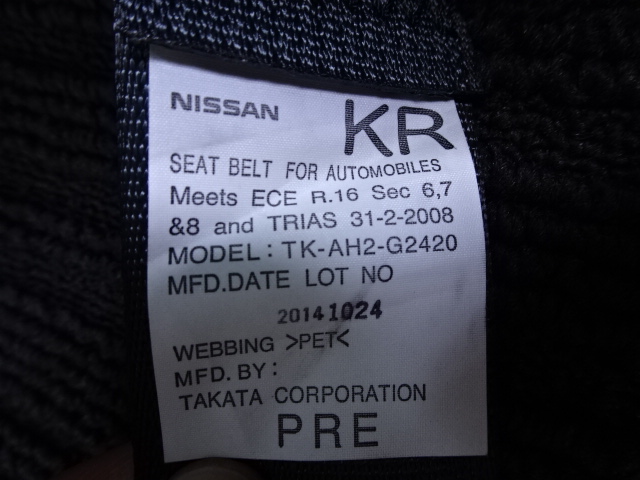 NISSAN KR
SEAT BELT FOR AUTOMOBILES
Meets ECE R.16 Sec 6,7
&8 and TRIAS 31-2-2008
MODEL: TK-AH2-G2420
MFD.DATE LOT NO
20141024
WEBBING >PET<
MFD. BY:
TAKATA CORPORATION
PRE